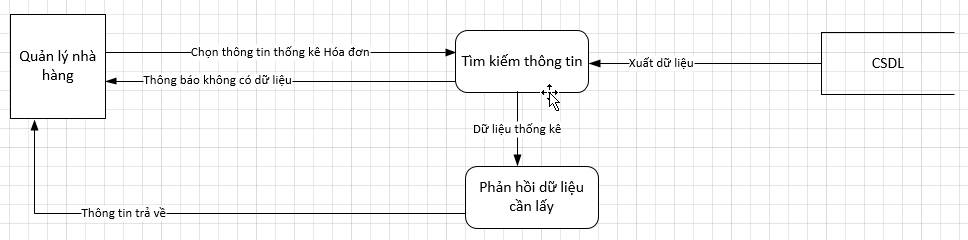 Quản lý nhà
hàng
Chọn thông tin thống kê Hóa đơn
Thông báo không có dữ liệu
Tìm kiếm thông tin
Xuất dữ liệu
CSDL
Dữ liệu thống kê
Phản hồi dữ liệu
cần lấy
Thông tin trả về